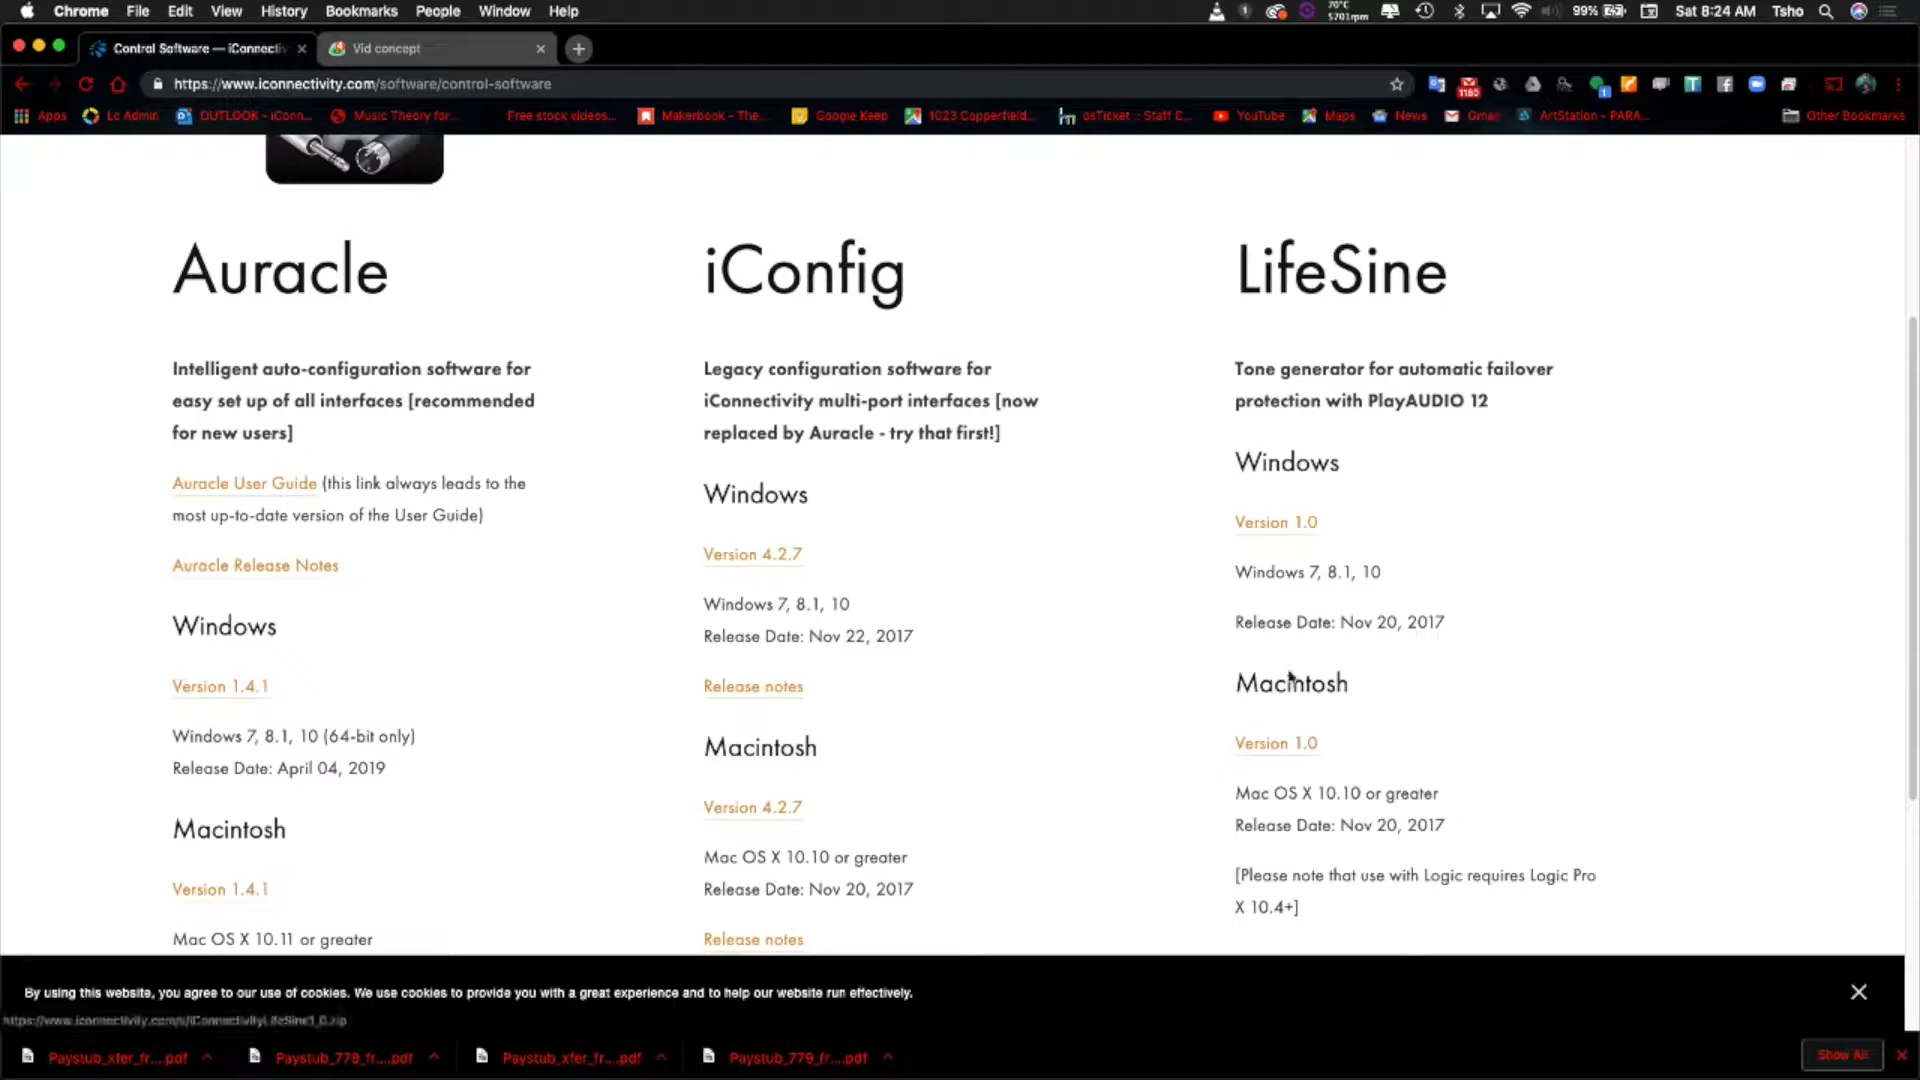 Chrome File Edit View History Bookmarks People Window Help
70°C
5701rpm
99%
Sat 8:24 AM Tsho
Control Software — iConnecti
Vid concept
https://www.iconnectivity.com/software/control-software
1160
1
Apps Lc Admin OUTLOOK - iConn... Music Theory for... Free stock videos... Makerbook - The... Google Keep 1023 Copperfield... osTicket :: Staff C... YouTube Maps News Gmail ArtStation - PARA... Other Bookmarks
Auracle
Intelligent auto-configuration software for
easy set up of all interfaces [recommended
for new users]
Auracle User Guide (this link always leads to the
most up-to-date version of the User Guide)
Auracle Release Notes
Windows
Version 1.4.1
Windows 7, 8.1, 10 (64-bit only)
Release Date: April 04, 2019
Macintosh
Version 1.4.1
Mac OS X 10.11 or greater
iConfig
Legacy configuration software for
iConnectivity multi-port interfaces [now
replaced by Auracle - try that first!]
Windows
Version 4.2.7
Windows 7, 8.1, 10
Release Date: Nov 22, 2017
Release notes
Macintosh
Version 4.2.7
Mac OS X 10.10 or greater
Release Date: Nov 20, 2017
Release notes
LifeSine
Tone generator for automatic failover
protection with PlayAUDIO 12
Windows
Version 1.0
Windows 7, 8.1, 10
Release Date: Nov 20, 2017
Macintosh
Version 1.0
Mac OS X 10.10 or greater
Release Date: Nov 20, 2017
[Please note that use with Logic requires Logic Pro
X 10.4+]
By using this website, you agree to our use of cookies. We use cookies to provide you with a great experience and to help our website run effectively.
Paystub_xfer_fr....pdf Paystub_779_fr....pdf Paystub_xfer_fr....pdf Paystub_779_fr....pdf Show All